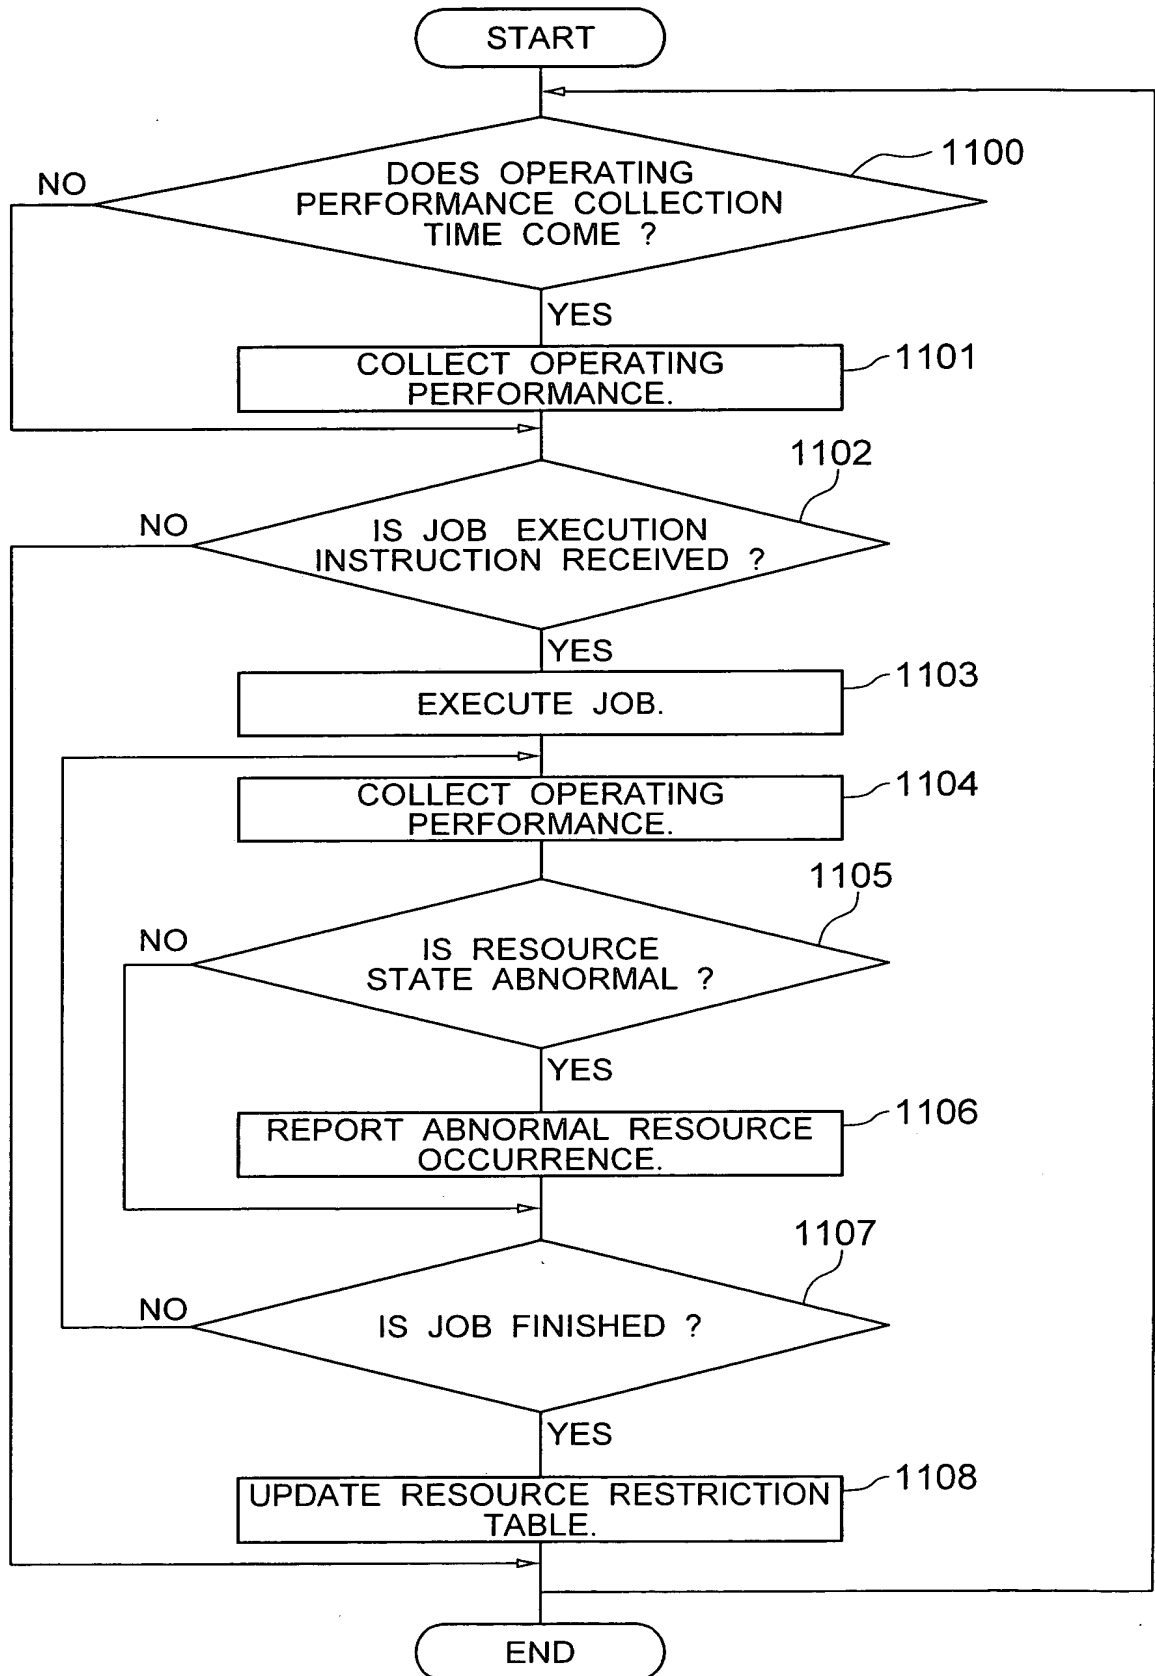 START
1100
NO
DOES OPERATING
PERFORMANCE COLLECTION
TIME COME ?
YES
COLLECT OPERATING
PERFORMANCE.
1101
1102
NO
IS JOB EXECUTION
INSTRUCTION RECEIVED ?
YES
EXECUTE JOB.
1103
COLLECT OPERATING
PERFORMANCE.
1104
1105
NO
IS RESOURCE
STATE ABNORMAL ?
YES
REPORT ABNORMAL RESOURCE
OCCURRENCE.
1106
1107
NO
IS JOB FINISHED ?
YES
UPDATE RESOURCE RESTRICTION
TABLE.
1108
END